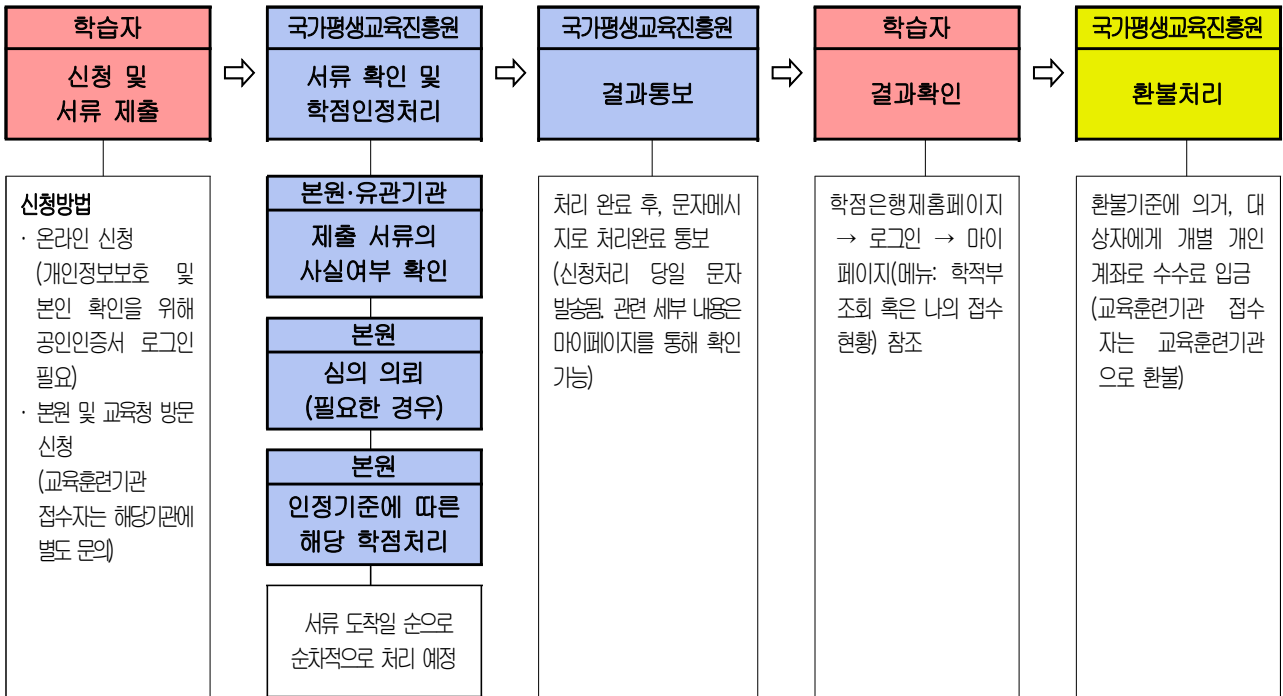 학습자
신청 및
서류 제출
국가평생교육진흥원
서류 확인 및
학점인정처리
국가평생교육진흥원
결과통보
학습자
결과확인
국가평생교육진흥원
환불처리
신청방법
· 온라인 신청
(개인정보보호 및
본인 확인을 위해
공인인증서 로그인
필요)
· 본원 및 교육청 방문
신청
(교육훈련기관
접수자는 해당기관에
별도 문의)
본원·유관기관
제출 서류의
사실여부 확인
본원
심의 의뢰
(필요한 경우)
본원
인정기준에 따른
해당 학점처리
서류 도착일 순으로
순차적으로 처리 예정
처리 완료 후, 문자메시
지로 처리완료 통보
(신청처리 당일 문자
발송됨. 관련 세부 내용은
마이페이지를 통해 확인
가능)
학점은행제홈페이지
→ 로그인 → 마이
페이지(메뉴: 학적부
조회 혹은 나의 접수
현황) 참조
환불기준에 의거, 대
상자에게 개별 개인
계좌로 수수료 입금
(교육훈련기관 접수
자는 교육훈련기관
으로 환불)